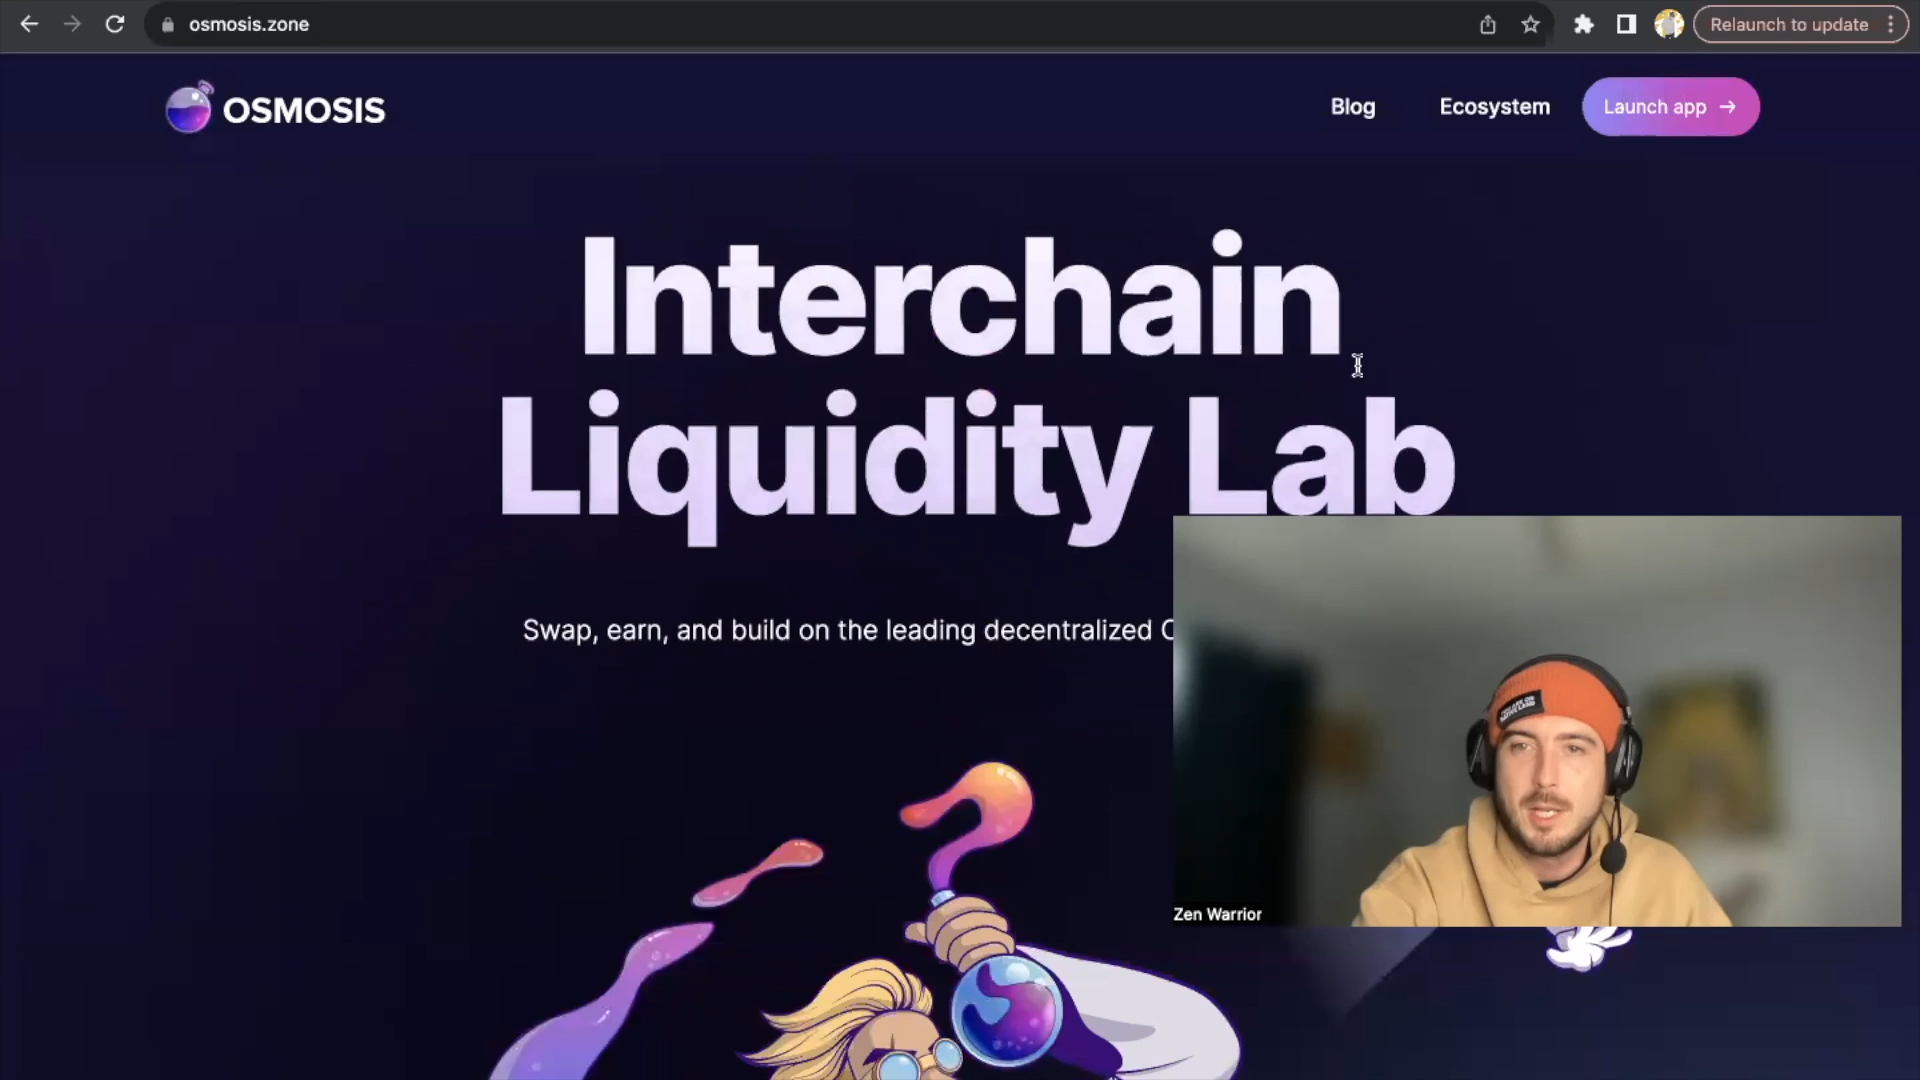 osmosis.zone
Relaunch to update
OSMOSIS
Blog
Ecosystem
Launch app →
Interchain
Liquidity Lab
Swap, earn, and build on the leading decentralized
Zen Warrior